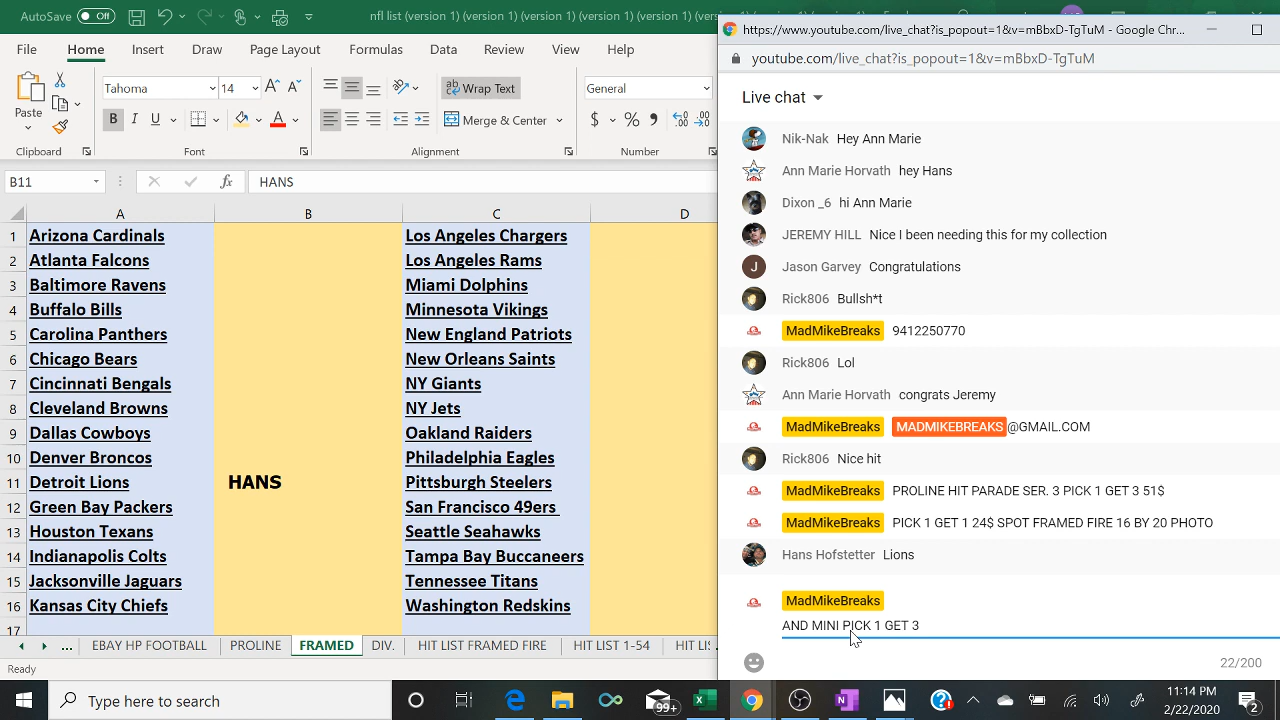 AutoSave Off nfl list (version 1) (version 1) (version 1)
File Home Insert Draw Page Layout Formulas Data Review View Help
Paste
Tahoma 14 ab Wrap Text General
B I U A Merge & Center $ % 9
Clipboard Font Alignment Number
B11 fx HANS
A B C D
1 Arizona Cardinals Los Angeles Chargers
2 Atlanta Falcons Los Angeles Rams
3 Baltimore Ravens Miami Dolphins
4 Buffalo Bills Minnesota Vikings
5 Carolina Panthers New England Patriots
6 Chicago Bears New Orleans Saints
7 Cincinnati Bengals NY Giants
8 Cleveland Browns NY Jets
9 Dallas Cowboys Oakland Raiders
10 Denver Broncos Philadelphia Eagles
11 Detroit Lions HANS Pittsburgh Steelers
12 Green Bay Packers San Francisco 49ers
13 Houston Texans Seattle Seahawks
14 Indianapolis Colts Tampa Bay Buccaneers
15 Jacksonville Jaguars Tennessee Titans
16 Kansas City Chiefs Washington Redskins
17
... EBAY HP FOOTBALL PROLINE FRAMED DIV. HIT LIST FRAMED FIRE HIT LIST 1-54 HIT LI: ...
Ready
https://www.youtube.com/live_chat?is_popout=1&v=mBbxD-TgTuM - Google Chr...
youtube.com/live_chat?is_popout=1&v=mBbxD-TgTuM
Live chat
Nik-Nak Hey Ann Marie
Ann Marie Horvath hey Hans
Dixon _6 hi Ann Marie
JEREMY HILL Nice I been needing this for my collection
J Jason Garvey Congratulations
Rick806 Bullsh*t
MadMikeBreaks 9412250770
Rick806 Lol
Ann Marie Horvath congrats Jeremy
MadMikeBreaks MADMIKEBREAKS@GMAIL.COM
Rick806 Nice hit
MadMikeBreaks PROLINE HIT PARADE SER. 3 PICK 1 GET 3 51$
MadMikeBreaks PICK 1 GET 1 24$ SPOT FRAMED FIRE 16 BY 20 PHOTO
Hans Hofstetter Lions
MadMikeBreaks
AND MINI PICK 1 GET 3
22/200
Type here to search
99+
11:14 PM
2/22/2020
2